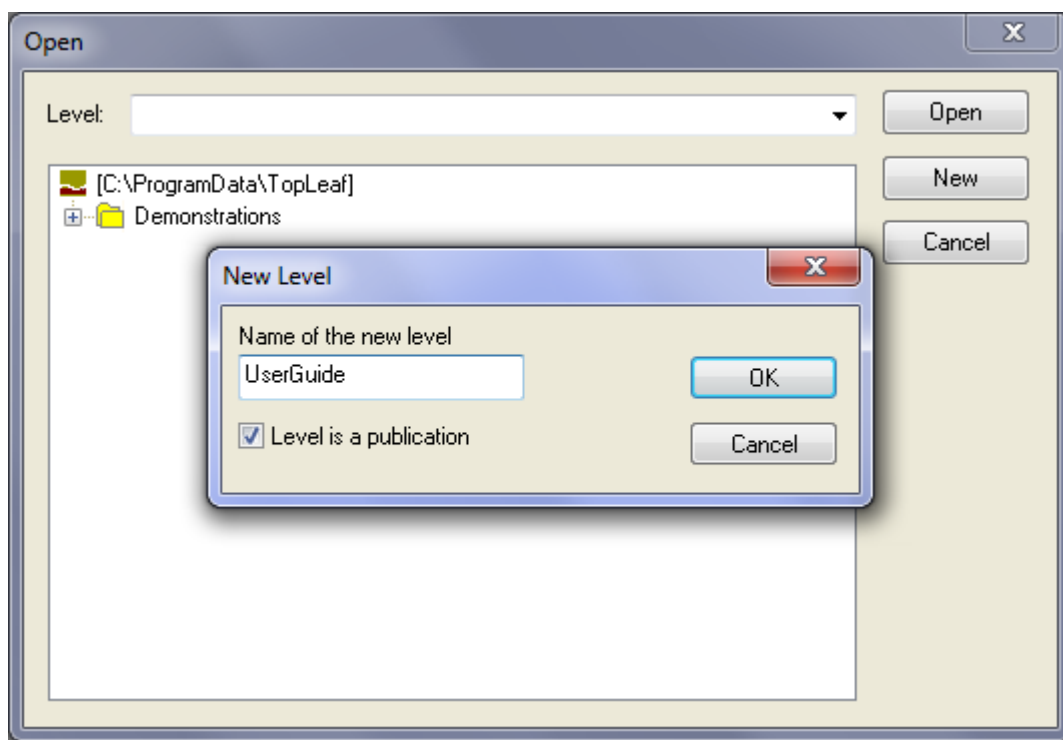 Open
Level:
Open
[C:\ProgramData\TopLeaf]
New
Demonstrations
Cancel
New Level
Name of the new level
UserGuide
OK
Level is a publication
Cancel